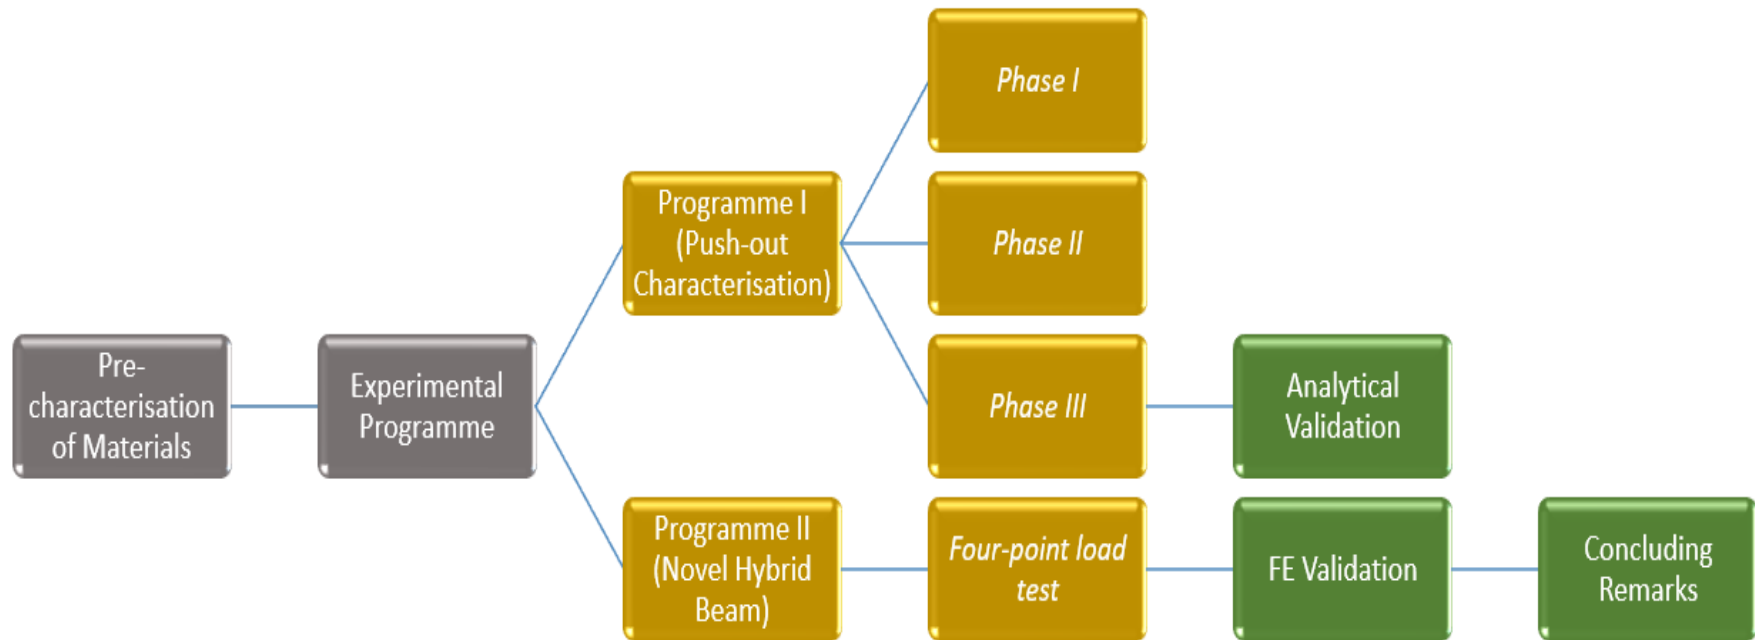 Pre-
characterisation
of Materials
Experimental
Programme
Programme I
(Push-out
Characterisation)
Phase I
Phase II
Phase III
Analytical
Validation
Programme II
(Novel Hybrid
Beam)
Four-point load
test
FE Validation
Concluding
Remarks